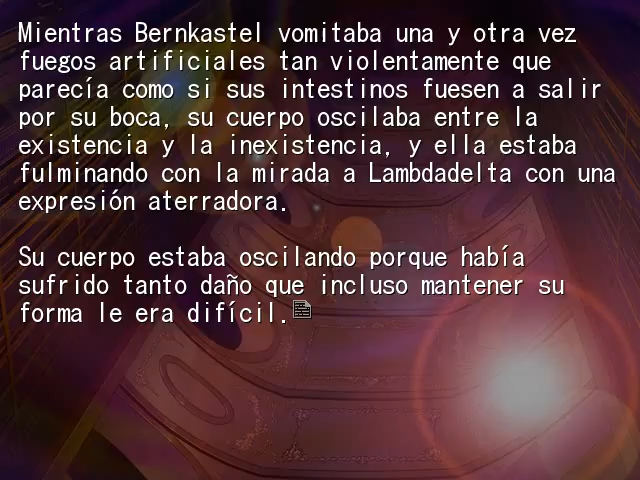 Mientras Bernkastel vomitaba una y otra vez
fuegos artificiales tan violentamente que
parecía como si sus intestinos fuesen a salir
por su boca, su cuerpo oscilaba entre la
existencia y la inexistencia, y ella estaba
fulminando con la mirada a Lambdadelta con una
expresión aterradora.
Su cuerpo estaba oscilando porque había
sufrido tanto daño que incluso mantener su
forma le era difícil.